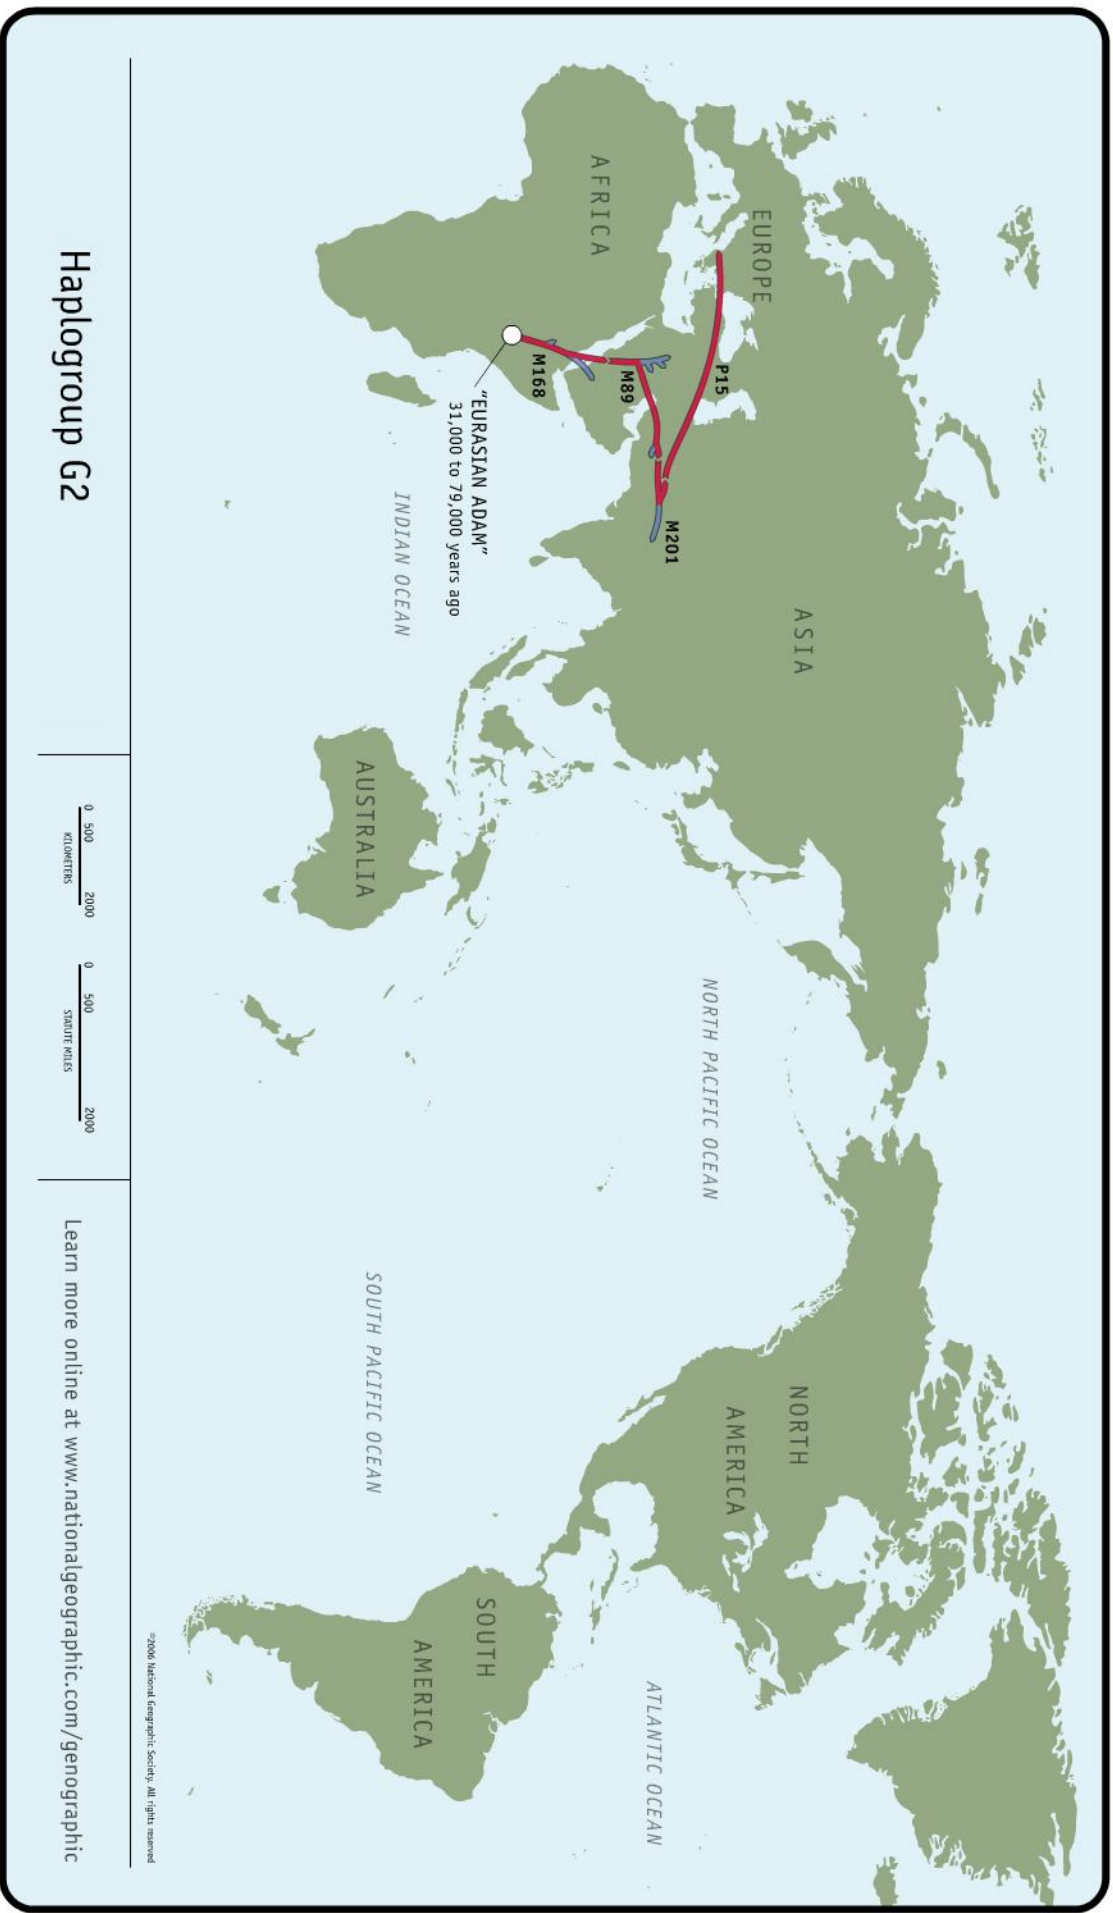 EUROPE
ASIA
NORTH
AMERICA
AFRICA
P15
M201
M89
M168
"EURASIAN ADAM"
31,000 to 79,000 years ago
NORTH PACIFIC OCEAN
ATLANTIC OCEAN
INDIAN OCEAN
AUSTRALIA
SOUTH PACIFIC OCEAN
SOUTH
AMERICA
©2006 National Geographic Society. All rights reserved
Haplogroup G2
0 500 2000
KILOMETERS
0 500 2000
STATUTE MILES
Learn more online at www.nationalgeographic.com/genographic